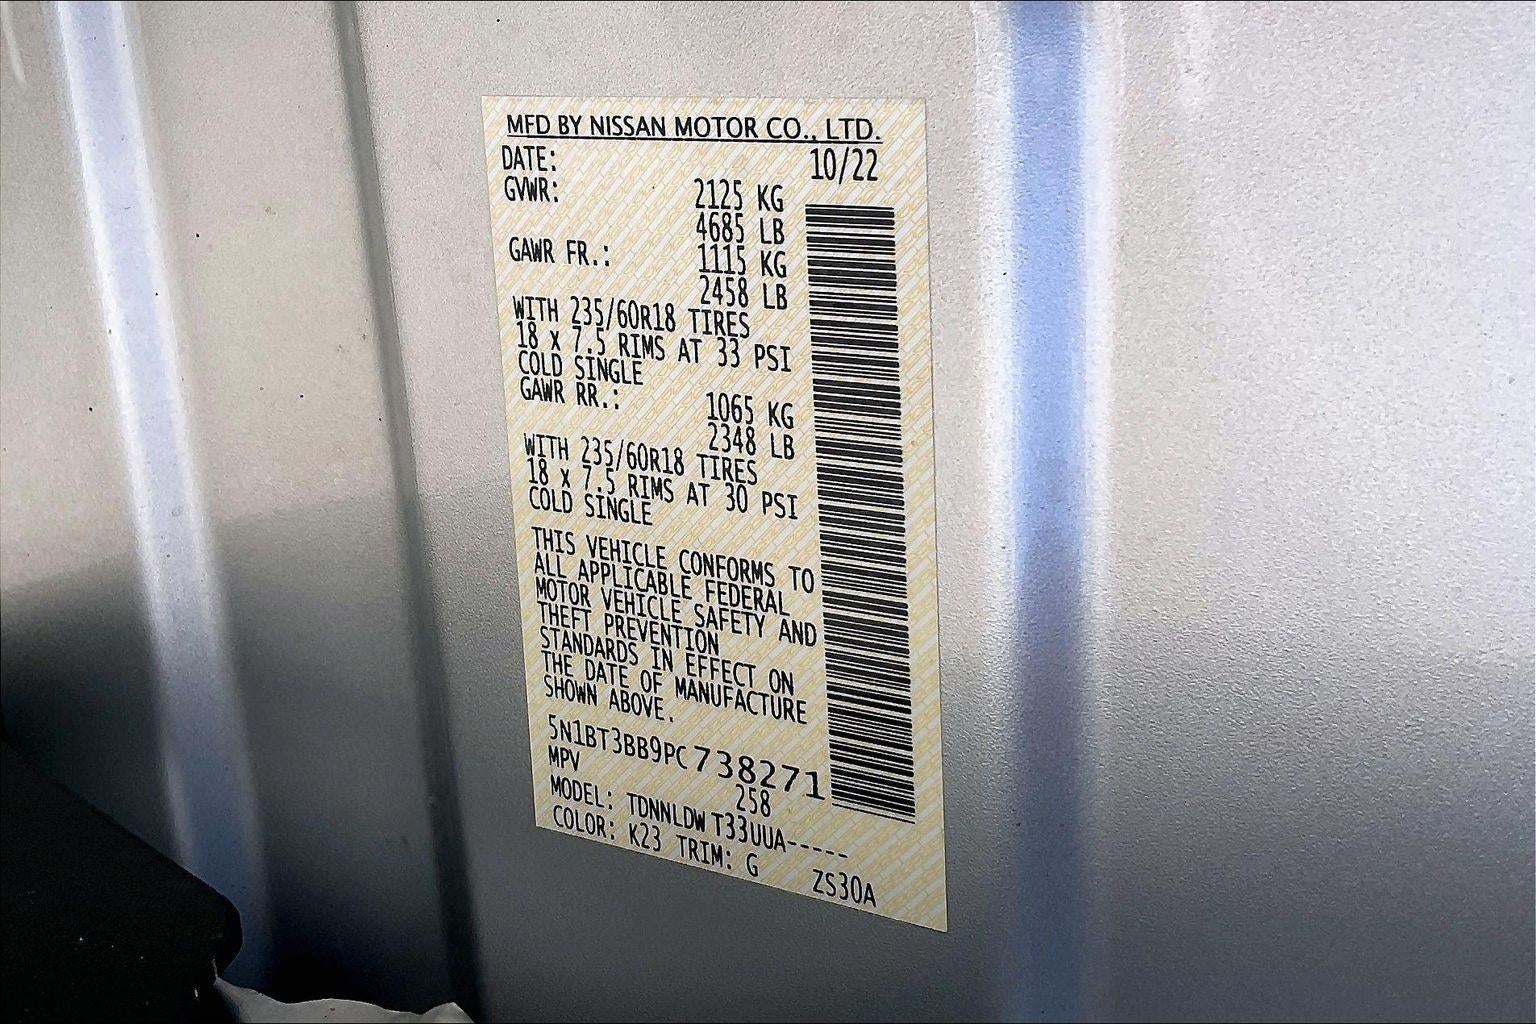 MFD BY NISSAN MOTOR CO., LTD.
DATE: 10/22
GVWR: 2125 KG
4685 LB
GAWR FR.: 1115 KG
2458 LB
WITH 235/60R18 TIRES
18 x 7.5 RIMS AT 33 PSI
COLD SINGLE
GAWR RR.: 1065 KG
2348 LB
WITH 235/60R18 TIRES
18 x 7.5 RIMS AT 30 PSI
COLD SINGLE
THIS VEHICLE CONFORMS TO
ALL APPLICABLE FEDERAL
MOTOR VEHICLE SAFETY AND
THEFT PREVENTION
STANDARDS IN EFFECT ON
THE DATE OF MANUFACTURE
SHOWN ABOVE.
5N1BT3BB9PC738271
MPV 258
MODEL: TDNNLDW T33UUA-----
COLOR: K23 TRIM: G ZS30A